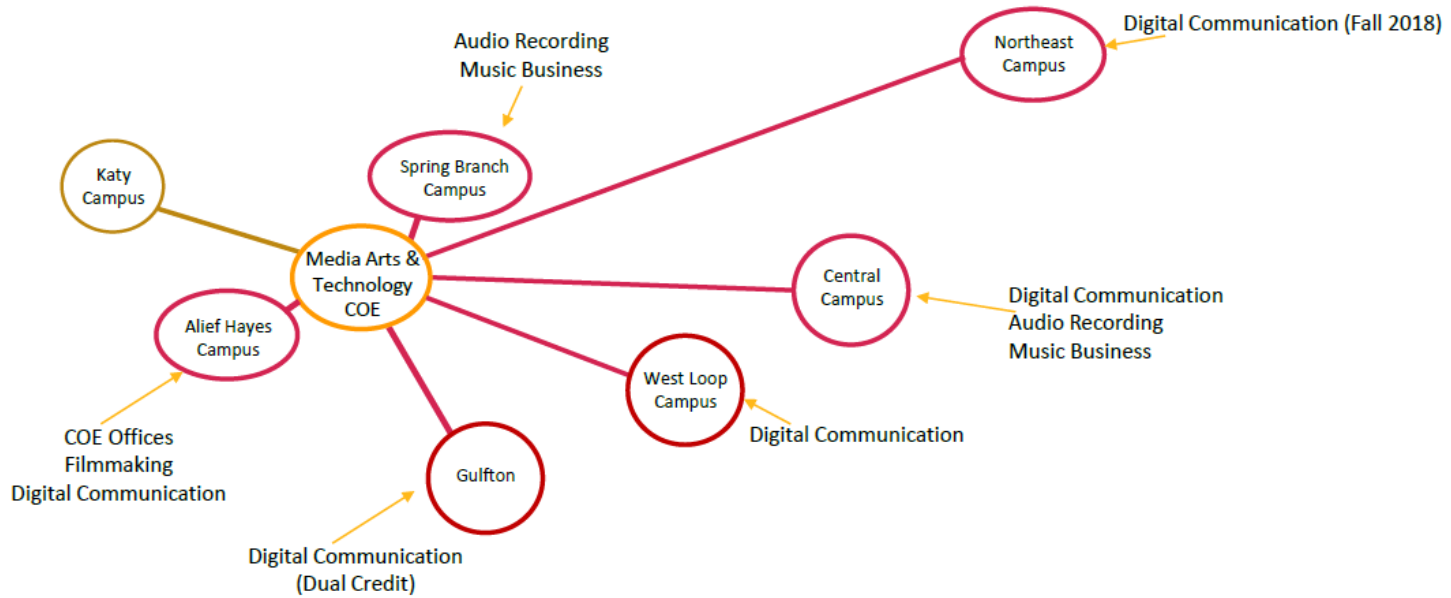 Digital Communication (Fall 2018)
Northeast
Campus
Audio Recording
Music Business
Katy
Campus
Spring Branch
Campus
Media Arts &
Technology
COE
Central
Campus
Digital Communication
Audio Recording
Music Business
Alief Hayes
Campus
West Loop
Campus
Digital Communication
COE Offices
Filmmaking
Digital Communication
Gulfton
Digital Communication
(Dual Credit)